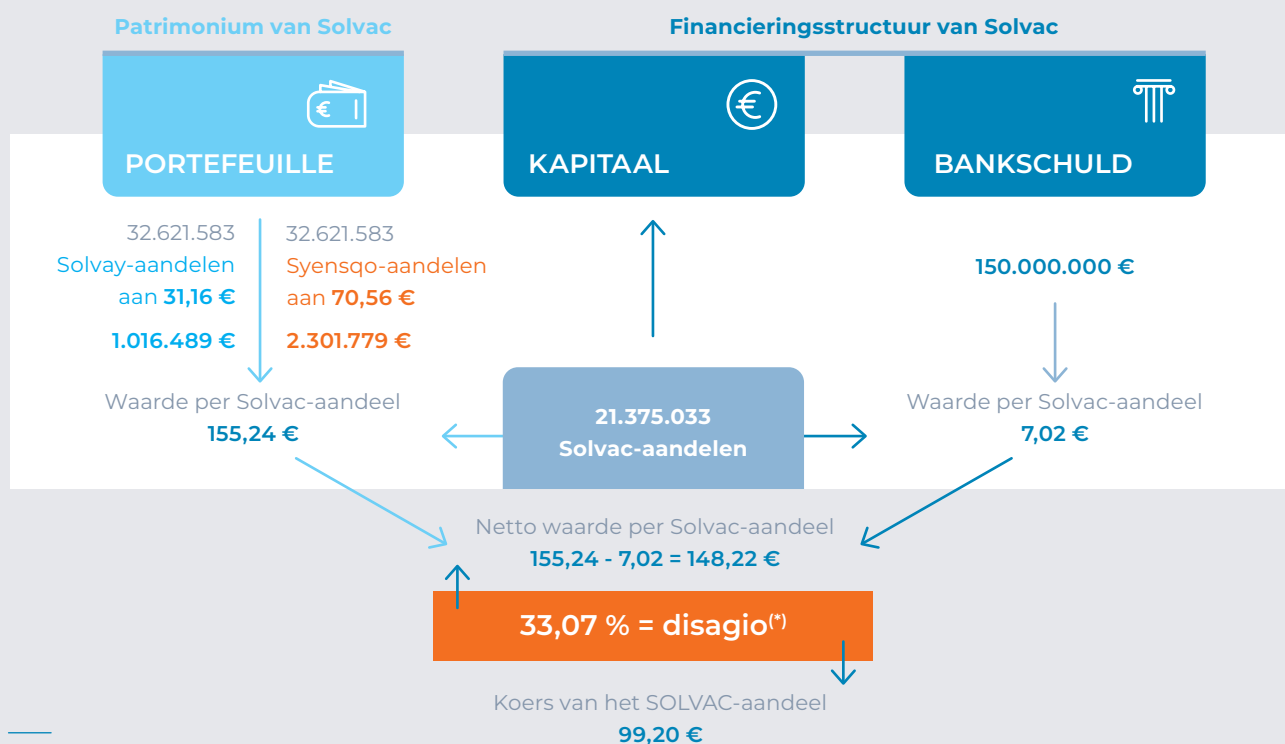 Patrimonium van Solvac
Financieringsstructuur van Solvac
€
PORTEFEUILLE
€
KAPITAAL
BANKSCHULD
32.621.583
Solvay-aandelen
aan 31,16 €
1.016.489 €
32.621.583
Syensqo-aandelen
aan 70,56 €
2.301.779 €
150.000.000 €
Waarde per Solvac-aandeel
155,24 €
21.375.033
Solvac-aandelen
Waarde per Solvac-aandeel
7,02 €
Netto waarde per Solvac-aandeel
155,24 - 7,02 = 148,22 €
33,07 % = disagio(*)
Koers van het SOLVAC-aandeel
99,20 €